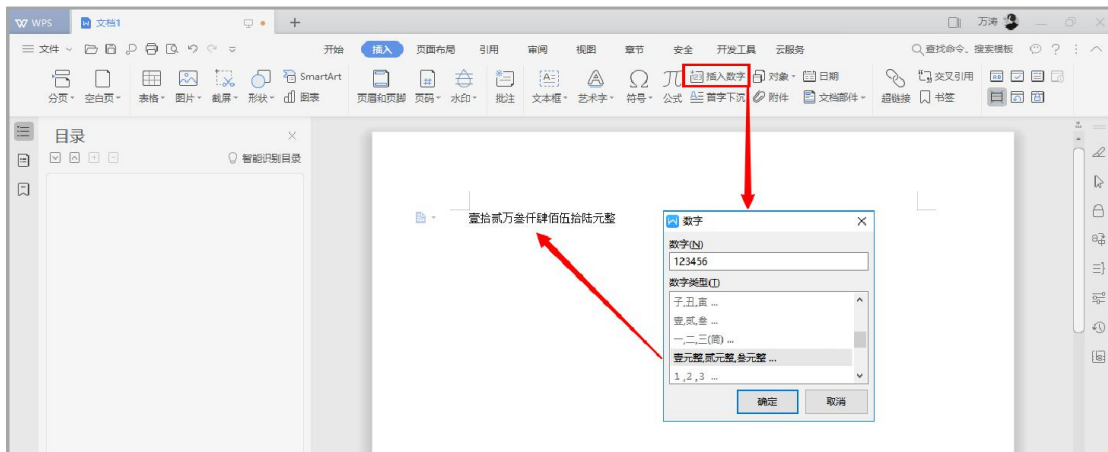 WPS 文档1 万涛
文件 开始 插入 页面布局 引用 审阅 视图 章节 安全 开发工具 云服务 查找命令、搜索模板
分页 空白页 表格 图片 截屏 形状 SmartArt 图表 页眉和页脚 页码 水印 批注 文本框 艺术字 符号 公式 插入数字 首字下沉 对象 附件 日期 文档部件 超链接 交叉引用 书签
目录
智能识别目录
壹拾贰万叁仟肆佰伍拾陆元整
数字
数字(N)
123456
数字类型(T)
子,丑,寅 ...
壹,贰,叁 ...
一,二,三(简) ...
壹元整,贰元整,叁元整 ...
1,2,3 ...
确定 取消